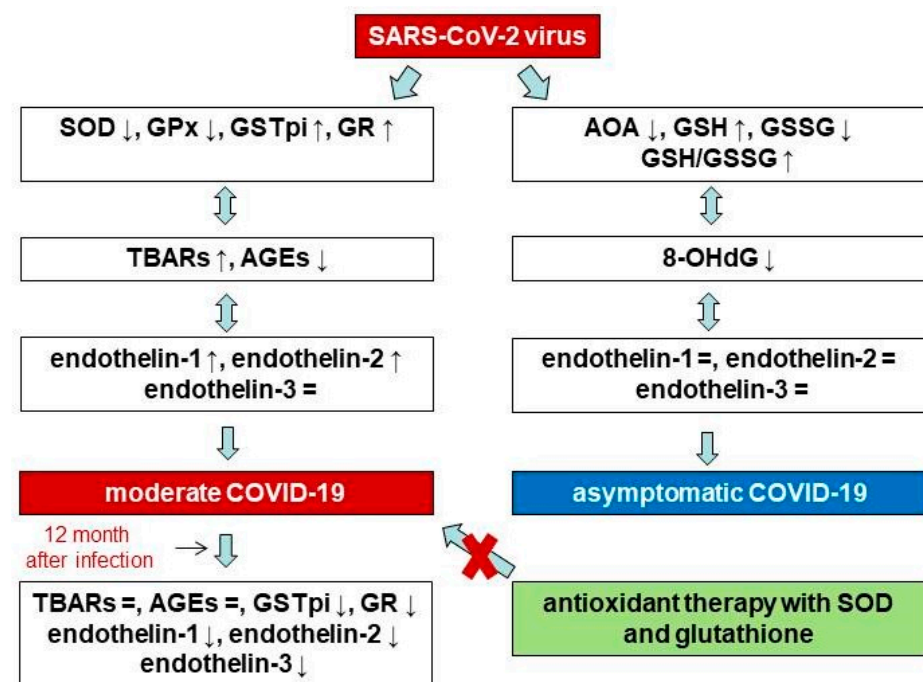 SARS-CoV-2 virus
SOD ↓, GPx ↓, GSTpi ↑, GR ↑
AOA ↓, GSH ↑, GSSG ↓
GSH/GSSG ↑
TBARs ↑, AGEs ↓
8-OHdG ↓
endothelin-1 ↑, endothelin-2 ↑
endothelin-3 =
endothelin-1 =, endothelin-2 =
endothelin-3 =
moderate COVID-19
asymptomatic COVID-19
12 month
after infection
TBARs =, AGEs =, GSTpi ↓, GR ↓
endothelin-1 ↓, endothelin-2 ↓
endothelin-3 ↓
antioxidant therapy with SOD
and glutathione